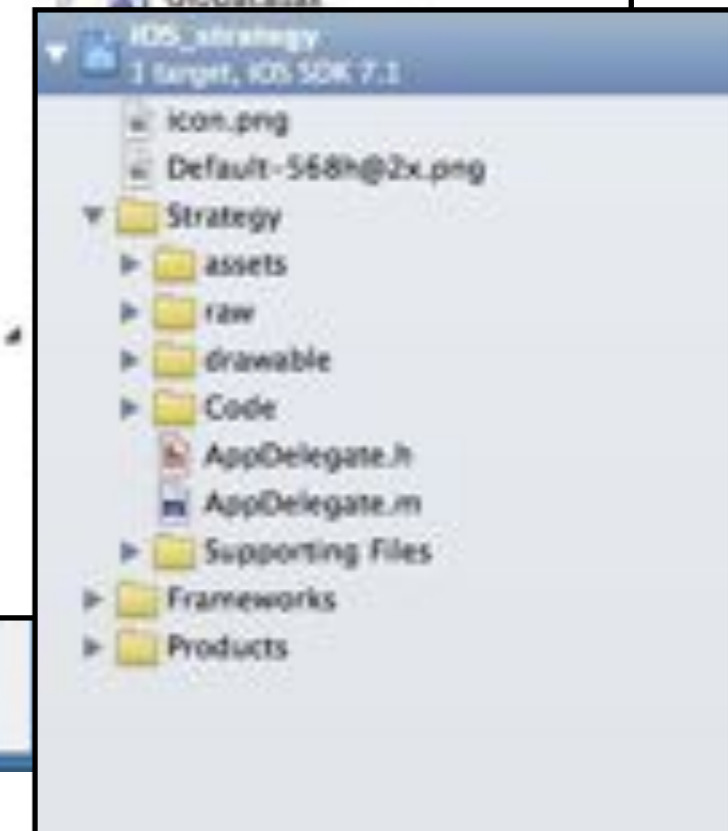 iOS_strategy
1 target, iOS SDK 7.1
icon.png
Default-568h@2x.png
Strategy
assets
raw
drawable
Code
h AppDelegate.h
m AppDelegate.m
Supporting Files
Frameworks
Products